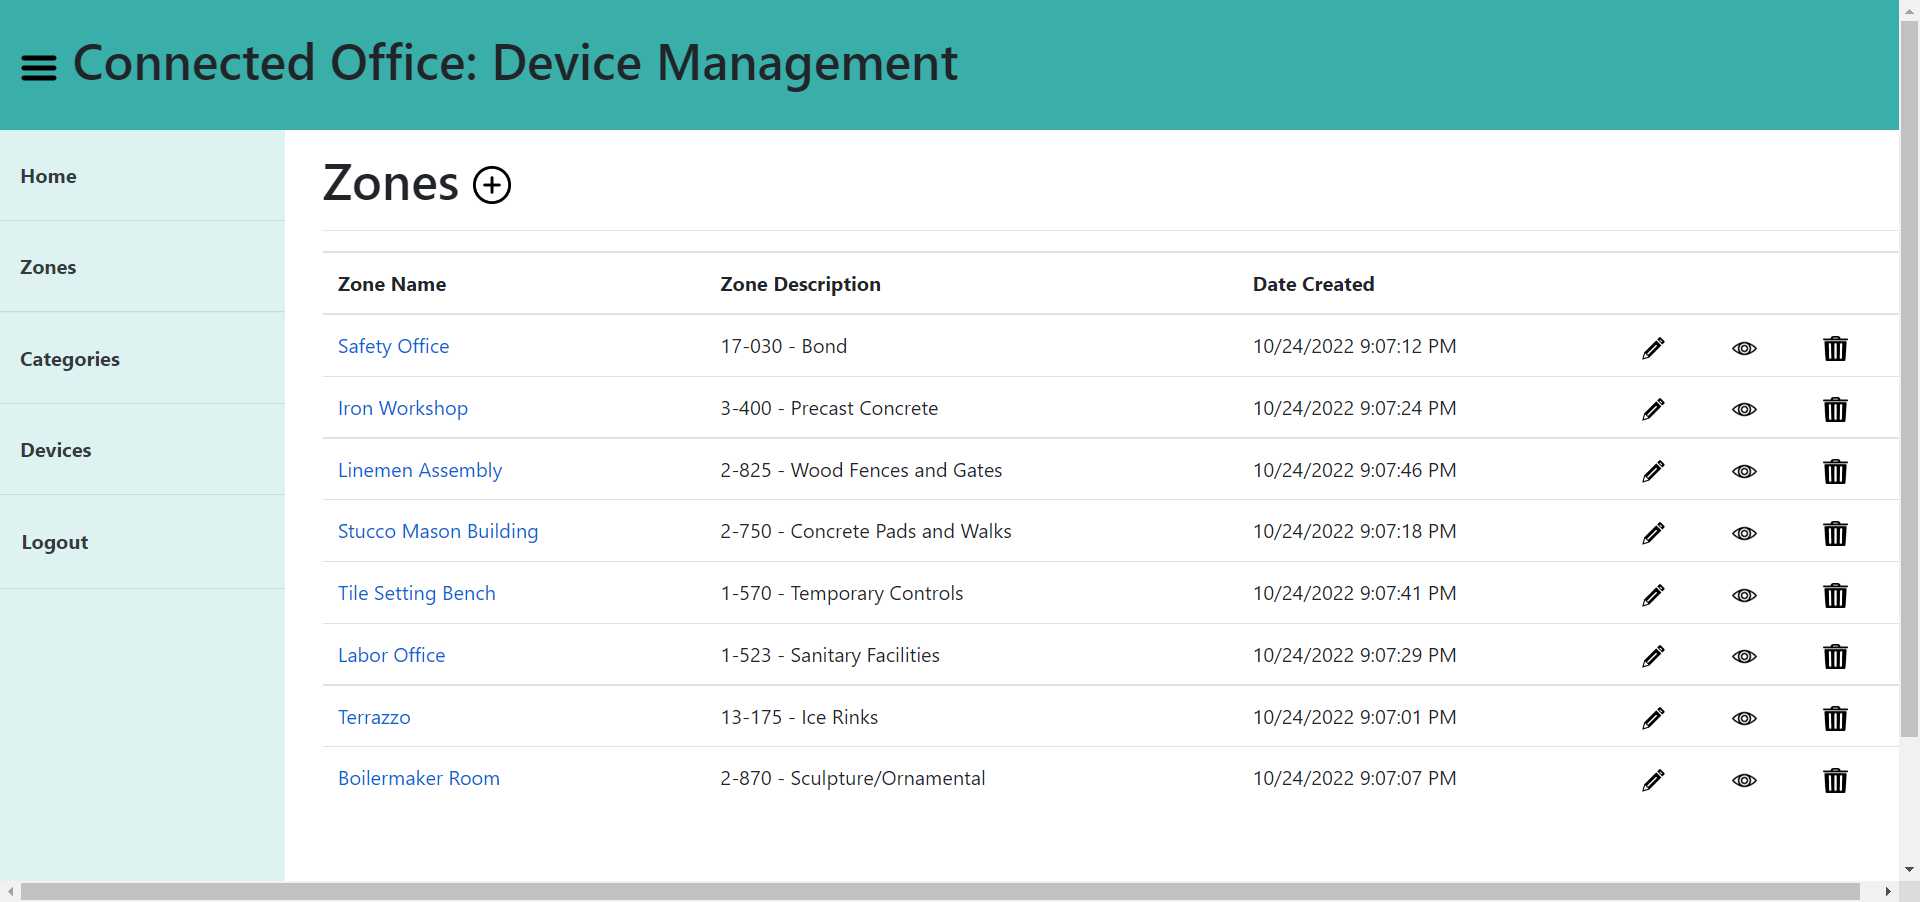 Connected Office: Device Management
Home
Zones
Categories
Devices
Logout
Zones
Zone Name Zone Description Date Created
Safety Office 17-030 - Bond 10/24/2022 9:07:12 PM
Iron Workshop 3-400 - Precast Concrete 10/24/2022 9:07:24 PM
Linemen Assembly 2-825 - Wood Fences and Gates 10/24/2022 9:07:46 PM
Stucco Mason Building 2-750 - Concrete Pads and Walks 10/24/2022 9:07:18 PM
Tile Setting Bench 1-570 - Temporary Controls 10/24/2022 9:07:41 PM
Labor Office 1-523 - Sanitary Facilities 10/24/2022 9:07:29 PM
Terrazzo 13-175 - Ice Rinks 10/24/2022 9:07:01 PM
Boilermaker Room 2-870 - Sculpture/Ornamental 10/24/2022 9:07:07 PM